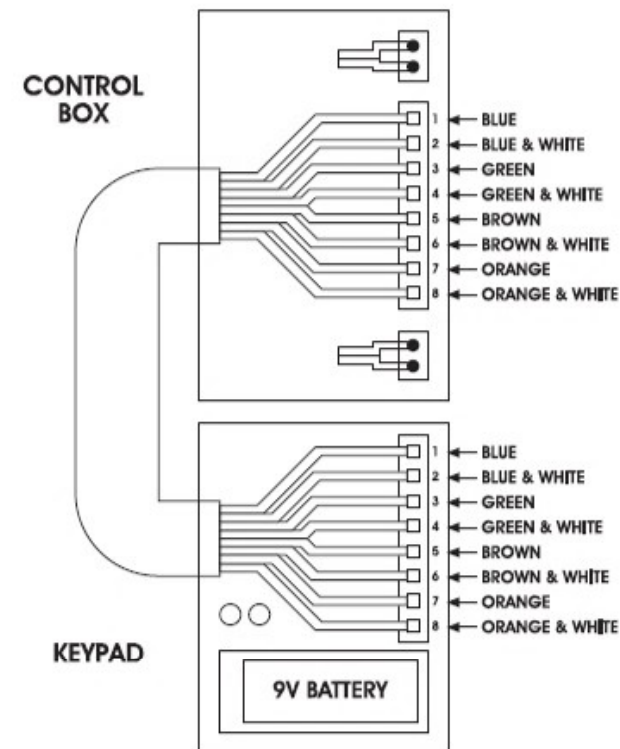 CONTROL
BOX
1 BLUE
2 BLUE & WHITE
3 GREEN
4 GREEN & WHITE
5 BROWN
6 BROWN & WHITE
7 ORANGE
8 ORANGE & WHITE
1 BLUE
2 BLUE & WHITE
3 GREEN
4 GREEN & WHITE
5 BROWN
6 BROWN & WHITE
7 ORANGE
8 ORANGE & WHITE
KEYPAD
9V BATTERY